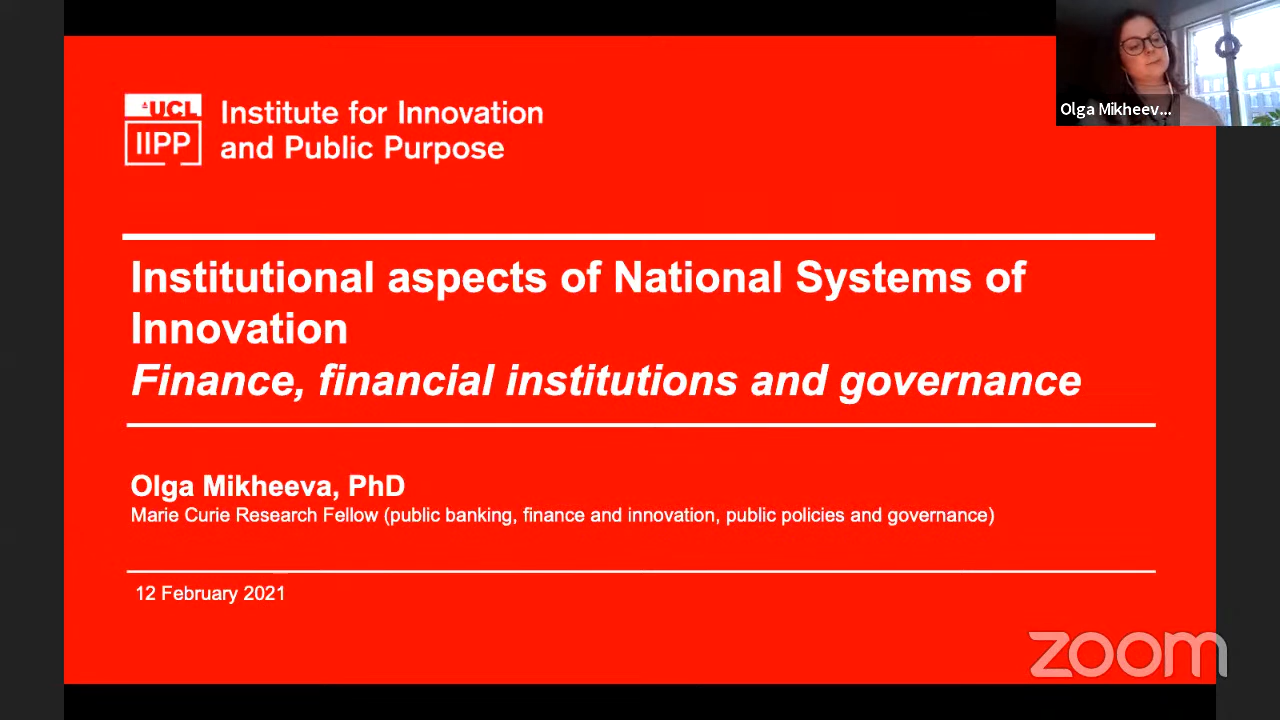 UCL
IIPP
Institute for Innovation
and Public Purpose
Olga Mikheev...
Institutional aspects of National Systems of
Innovation
Finance, financial institutions and governance
Olga Mikheeva, PhD
Marie Curie Research Fellow (public banking, finance and innovation, public policies and governance)
12 February 2021
zoom